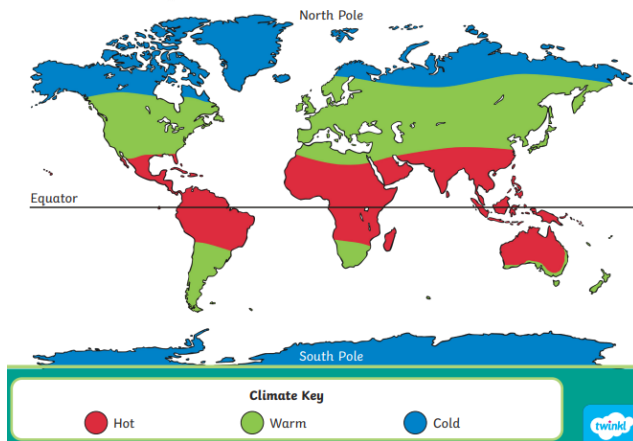 North Pole
Equator
South Pole
Climate Key
Hot
Warm
Cold
twinkl